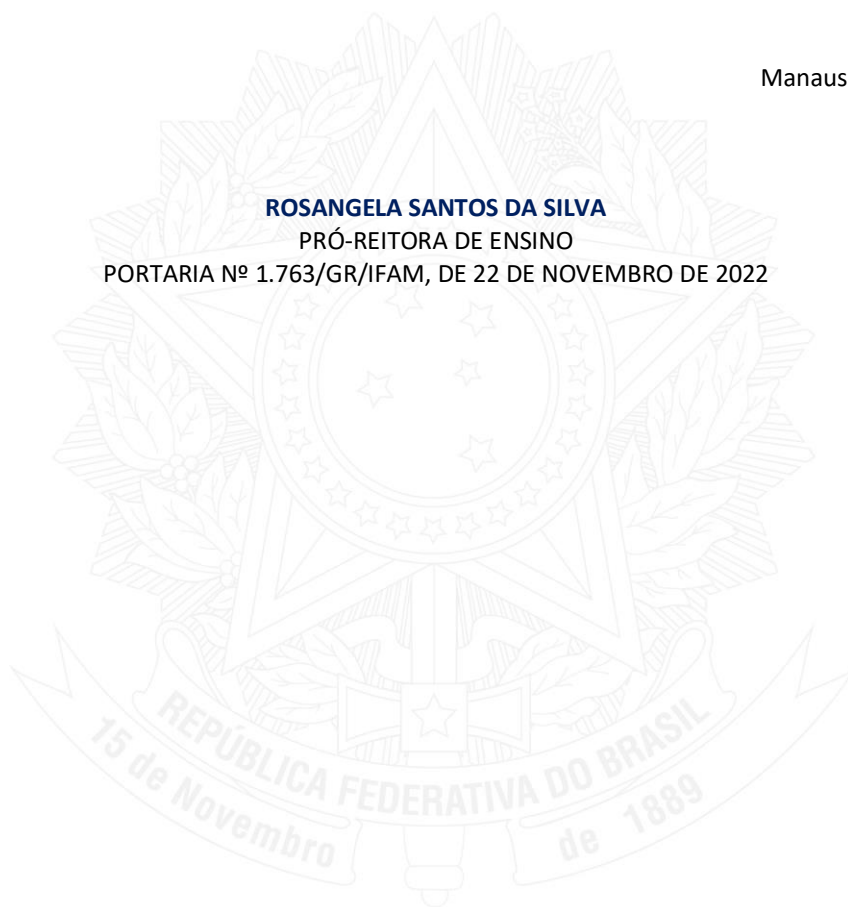 Manaus
ROSANGELA SANTOS DA SILVA
PRÓ-REITORA DE ENSINO
PORTARIA Nº 1.763/GR/IFAM, DE 22 DE NOVEMBRO DE 2022
REPÚBLICA FEDERATIVA DO BRASIL
15 de Novembro de 1889